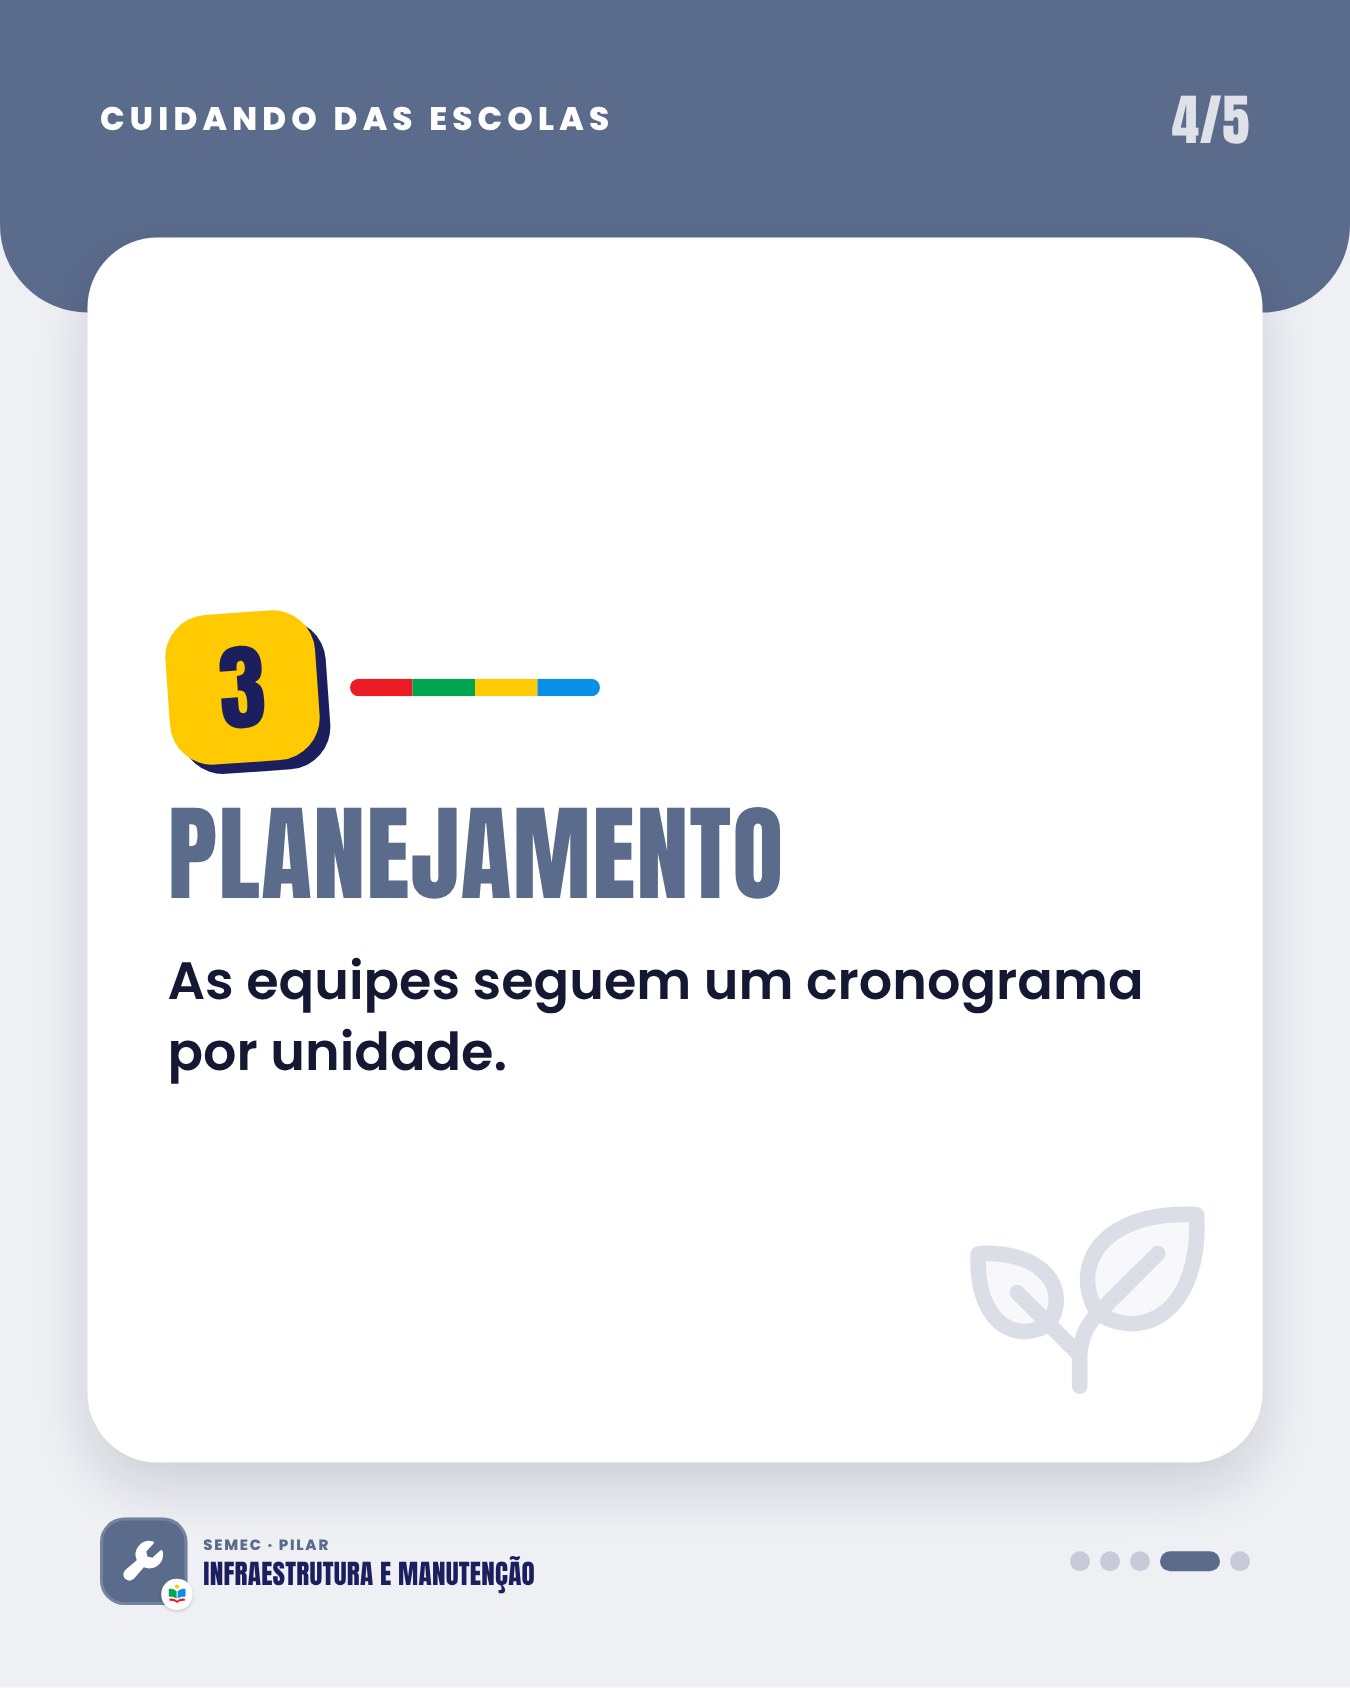 CUIDANDO DAS ESCOLAS
4/5
3
PLANEJAMENTO
As equipes seguem um cronograma
por unidade.
SEMEC · PILAR
INFRAESTRUTURA E MANUTENÇÃO